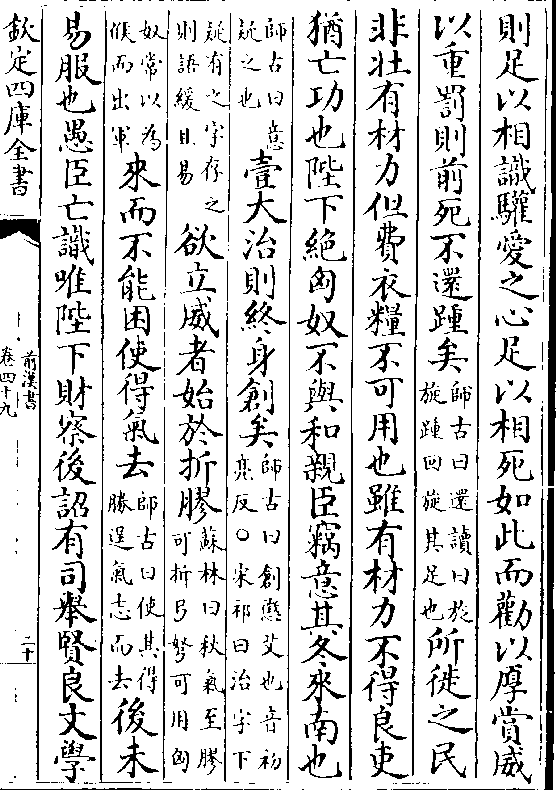 則足以相識驩愛之心足以相死如此而勸以厚賞威
以重罰則前死不還踵矣師古曰還讀曰旋旋踵回旋其足也所徙之民
非壯有材力但費衣糧不可用也雖有材力不得良吏
猶亡功也陛下絶匈奴不與和親臣竊意其冬來南也
師古曰意疑之也壹大治則終身創矣師古曰創懲艾也音初亮反○宋祁曰治字下
疑有之字存之則語緩且易欲立威者始於折膠蘇林曰秋氣至膠可折弓弩可用匈
奴常以為候而出軍來而不能困使得氣去師古曰使其得勝逞氣志而去後未
易服也愚臣亡識唯陛下財察後詔有司舉賢良文學
欽定四庫全書
前漢書
卷四十九
二十